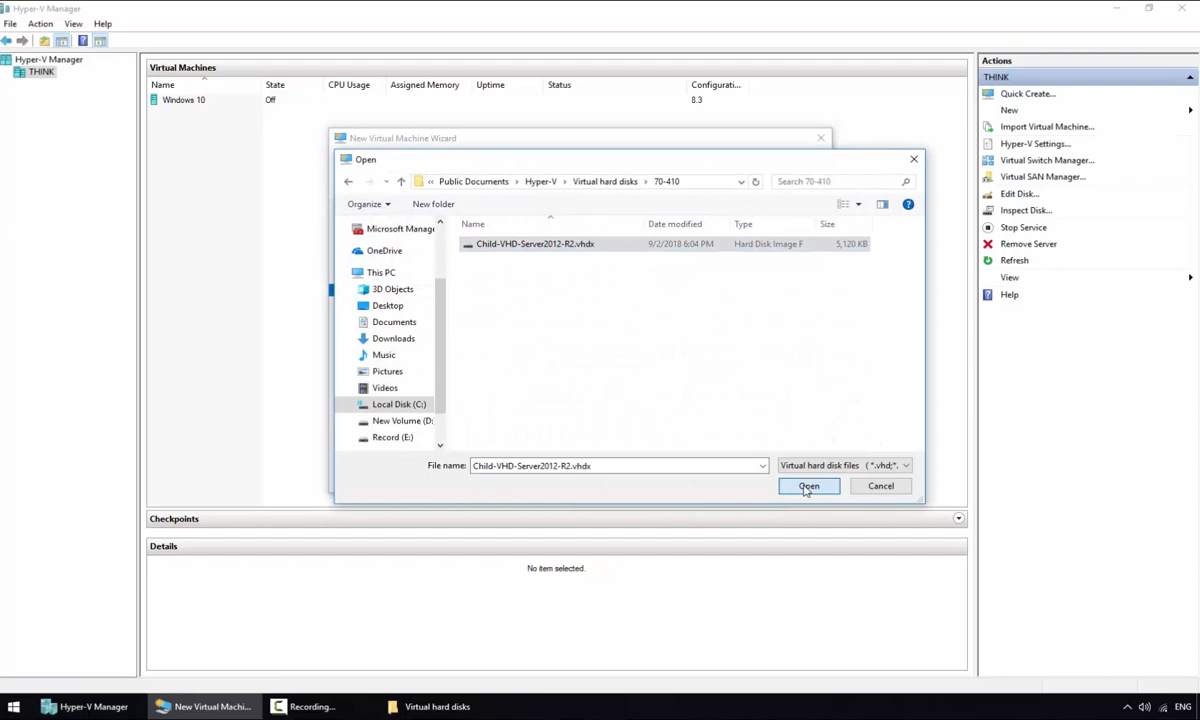 Hyper-V Manager
File Action View Help
Hyper-V Manager
THINK
Virtual Machines
Name State CPU Usage Assigned Memory Uptime Status Configurati...
Windows 10 Off 8.3
New Virtual Machine Wizard
Open
« Public Documents › Hyper-V › Virtual hard disks › 70-410
Search 70-410
Organize New folder
Name Date modified Type Size
Child-VHD-Server2012-R2.vhdx 9/2/2018 6:04 PM Hard Disk Image F 5,120 KB
Microsoft Manage
OneDrive
This PC
3D Objects
Desktop
Documents
Downloads
Music
Pictures
Videos
Local Disk (C:)
New Volume (D:
Record (E:)
File name: Child-VHD-Server2012-R2.vhdx Virtual hard disk files (*.vhd;*.
Open Cancel
Checkpoints
Details
No item selected.
Actions
THINK
Quick Create...
New
Import Virtual Machine...
Hyper-V Settings...
Virtual Switch Manager...
Virtual SAN Manager...
Edit Disk...
Inspect Disk...
Stop Service
Remove Server
Refresh
View
Help
Hyper-V Manager New Virtual Machi... Recording... Virtual hard disks ENG